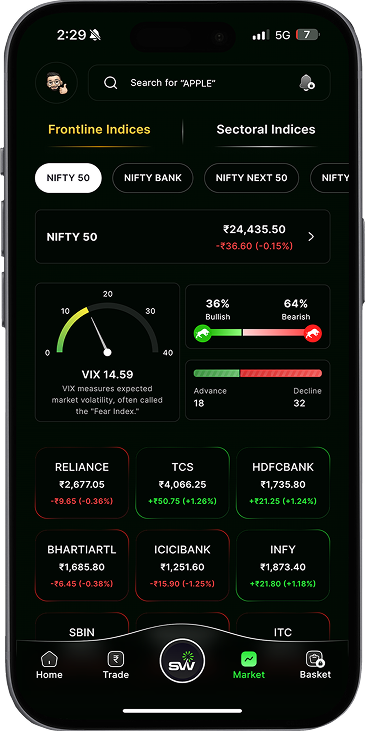 2:29
5G 7
Search for “APPLE”
Frontline Indices
Sectoral Indices
NIFTY 50
NIFTY BANK
NIFTY NEXT 50
NIFTY
NIFTY 50
₹24,435.50
-₹36.60 (-0.15%)
20
10
30
0
40
VIX 14.59
VIX measures expected
market volatility, often called
the "Fear Index."
36%
64%
Bullish
Bearish
Advance
Decline
18
32
RELIANCE
₹2,677.05
-₹9.65 (-0.36%)
TCS
₹4,066.25
+₹50.75 (+1.26%)
HDFCBANK
₹1,735.80
+₹21.25 (+1.24%)
BHARTIARTL
₹1,685.80
-₹6.45 (-0.38%)
ICICIBANK
₹1,251.60
-₹15.90 (-1.25%)
INFY
₹1,873.40
+₹21.80 (+1.18%)
SBIN
ITC
SW
₹
Home
Trade
Market
Basket